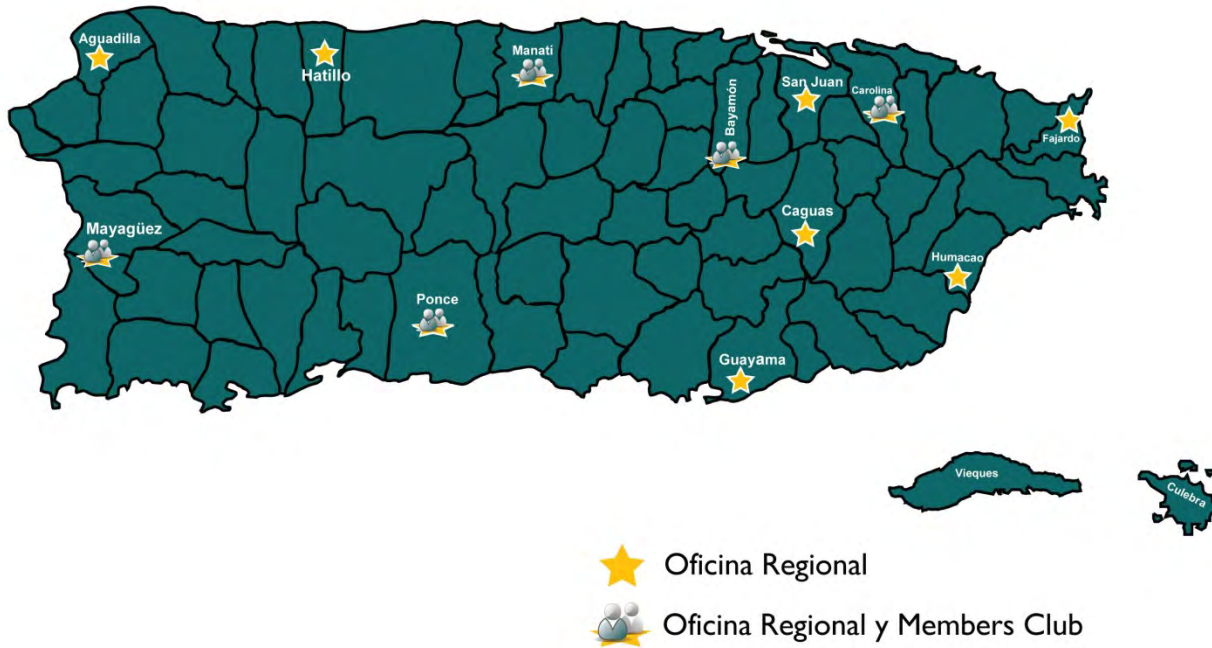 Aguadilla
Hatillo
Manatí
Bayamón
San Juan
Carolina
Fajardo
Mayagüez
Caguas
Humacao
Ponce
Guayama
Vieques
Culebra
Oficina Regional
Oficina Regional y Members Club